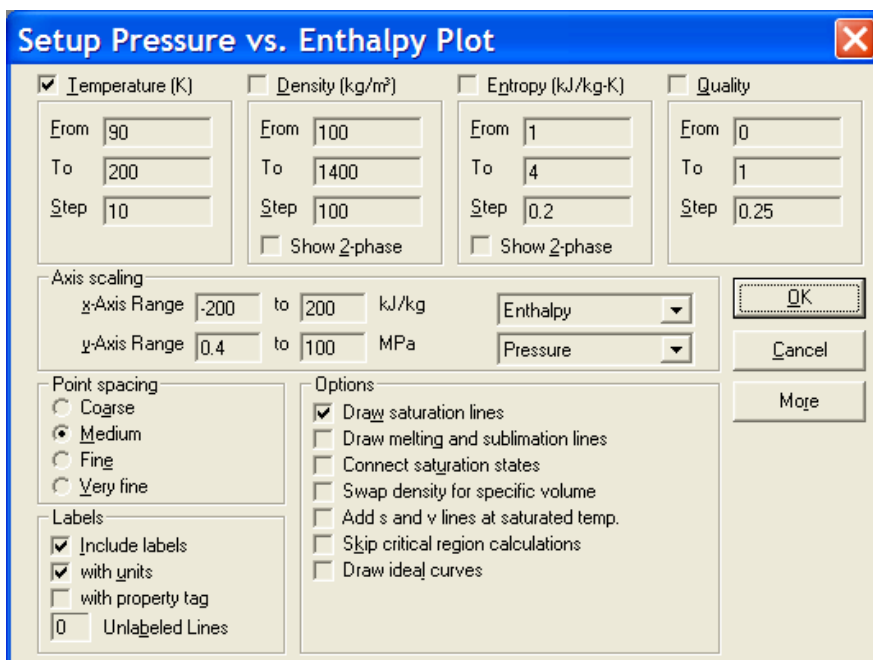 Setup Pressure vs. Enthalpy Plot
Temperature (K) Density (kg/m³) Entropy (kJ/kg-K) Quality
From 90 From 100 From 1 From 0
To 200 To 1400 To 4 To 1
Step 10 Step 100 Step 0.2 Step 0.25
Show 2-phase Show 2-phase
Axis scaling
x-Axis Range -200 to 200 kJ/kg Enthalpy OK
y-Axis Range 0.4 to 100 MPa Pressure Cancel
Point spacing Options More
Coarse Draw saturation lines
Medium Draw melting and sublimation lines
Fine Connect saturation states
Very fine Swap density for specific volume
Labels Add s and v lines at saturated temp.
Include labels Skip critical region calculations
with units Draw ideal curves
with property tag
0 Unlabeled Lines